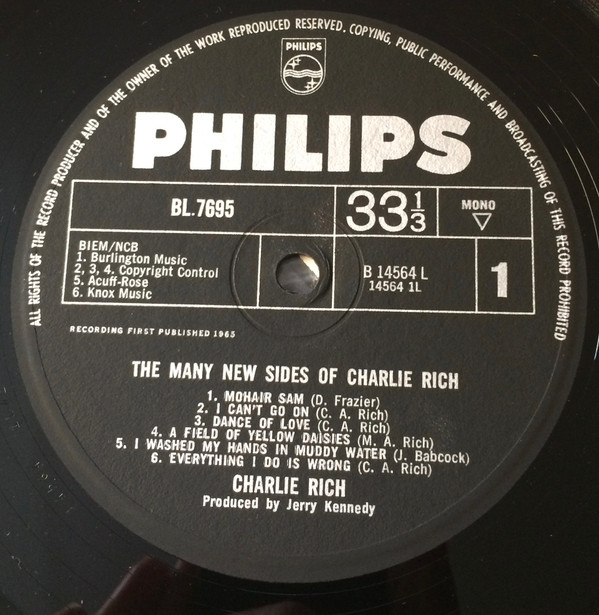 ALL RIGHTS OF THE RECORD PRODUCER AND OF THE OWNER OF THE WORK REPRODUCED RESERVED. COPYING, PUBLIC PERFORMANCE AND BROADCASTING OF THIS RECORD PROHIBITED
PHILIPS
PHILIPS
BL.7695
33⅓
MONO
BIEM/NCB
1. Burlington Music
2, 3, 4. Copyright Control
5. Acuff-Rose
6. Knox Music
B 14564 L
14564 1L
1
RECORDING FIRST PUBLISHED 1965
THE MANY NEW SIDES OF CHARLIE RICH
1. MOHAIR SAM (D. Frazier)
2. I CAN'T GO ON (C. A. Rich)
3. DANCE OF LOVE (C. A. Rich)
4. A FIELD OF YELLOW DAISIES (M. A. Rich)
5. I WASHED MY HANDS IN MUDDY WATER (J. Babcock)
6. EVERYTHING I DO IS WRONG (C. A. Rich)
CHARLIE RICH
Produced by Jerry Kennedy